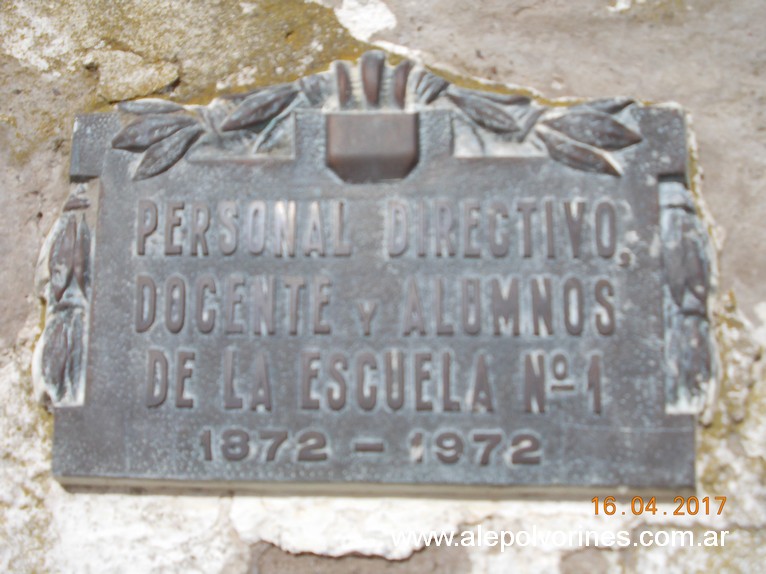 PERSONAL DIRECTIVO,
DOCENTE Y ALUMNOS
DE LA ESCUELA Nº 1
1872 - 1972
16.04.2017
www.alepolvorines.com.ar